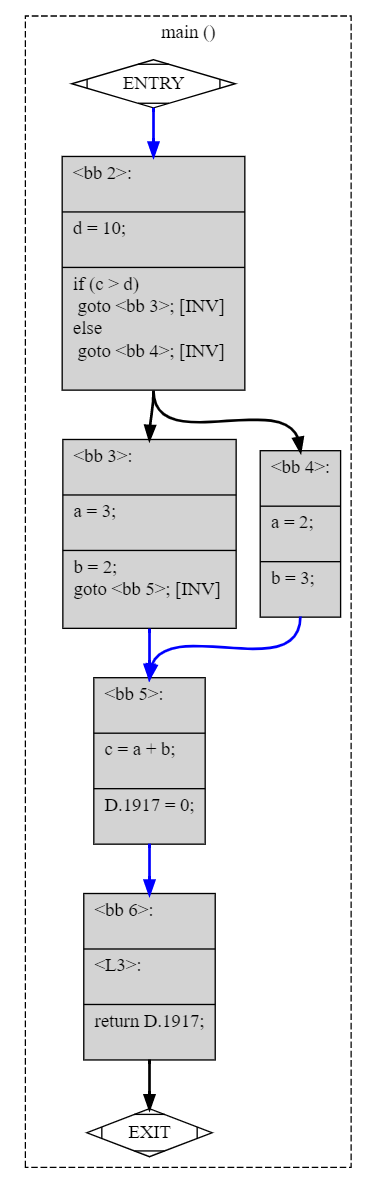 main ()
ENTRY
<bb 2>:
d = 10;
if (c > d)
goto <bb 3>; [INV]
else
goto <bb 4>; [INV]
<bb 3>:
a = 3;
b = 2;
goto <bb 5>; [INV]
<bb 4>:
a = 2;
b = 3;
<bb 5>:
c = a + b;
D.1917 = 0;
<bb 6>:
<L3>:
return D.1917;
EXIT